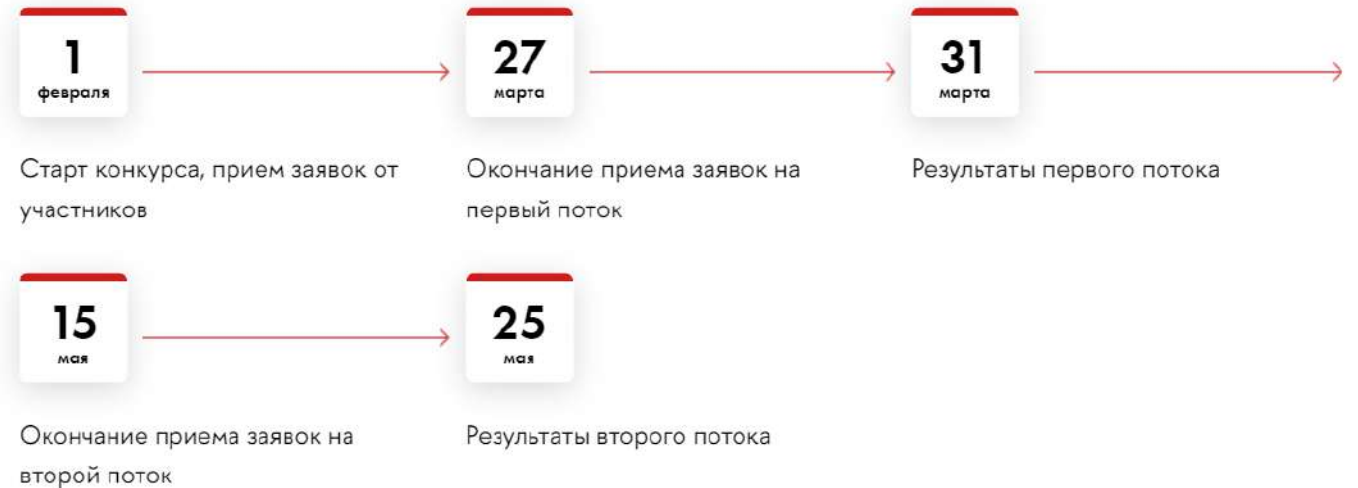 1
февраля
27
марта
31
марта
Старт конкурса, прием заявок от
участников
Окончание приема заявок на
первый поток
Результаты первого потока
15
мая
25
мая
Окончание приема заявок на
второй поток
Результаты второго потока